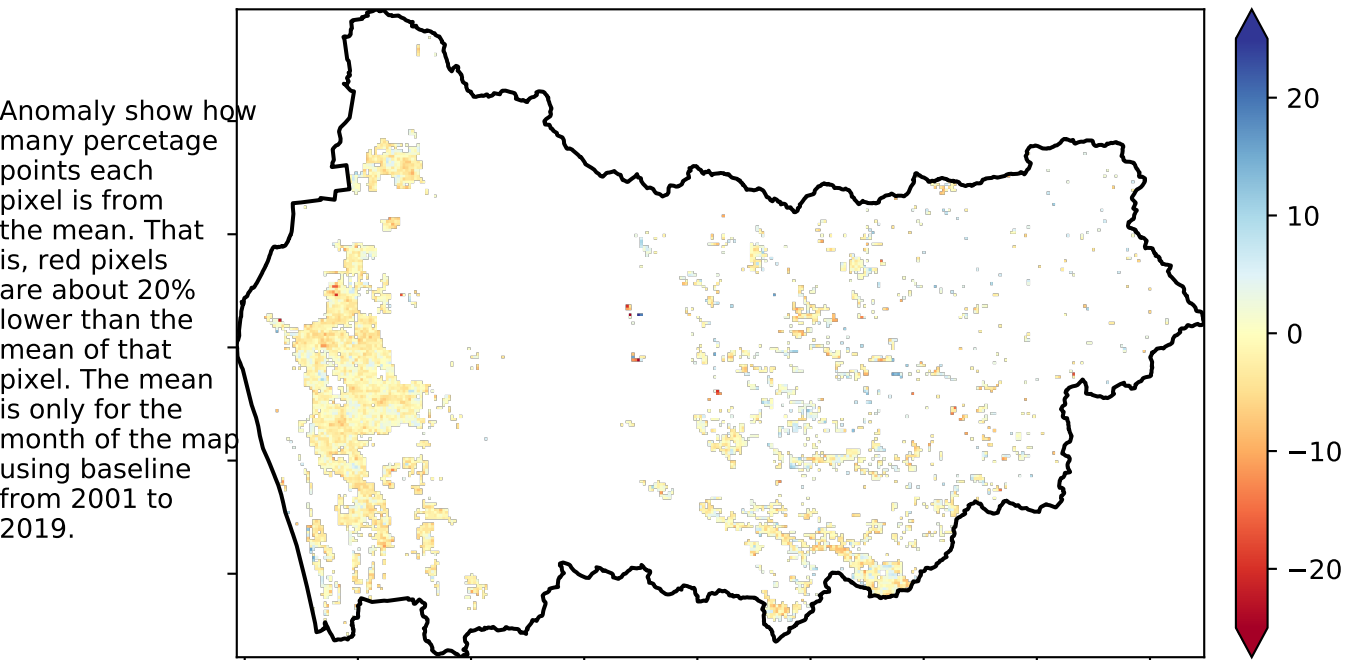 Anomaly show how
many percetage
points each
pixel is from
the mean. That
is, red pixels
are about 20%
lower than the
mean of that
pixel. The mean
is only for the
month of the map
using baseline
from 2001 to
2019.
20
10
0
−10
−20